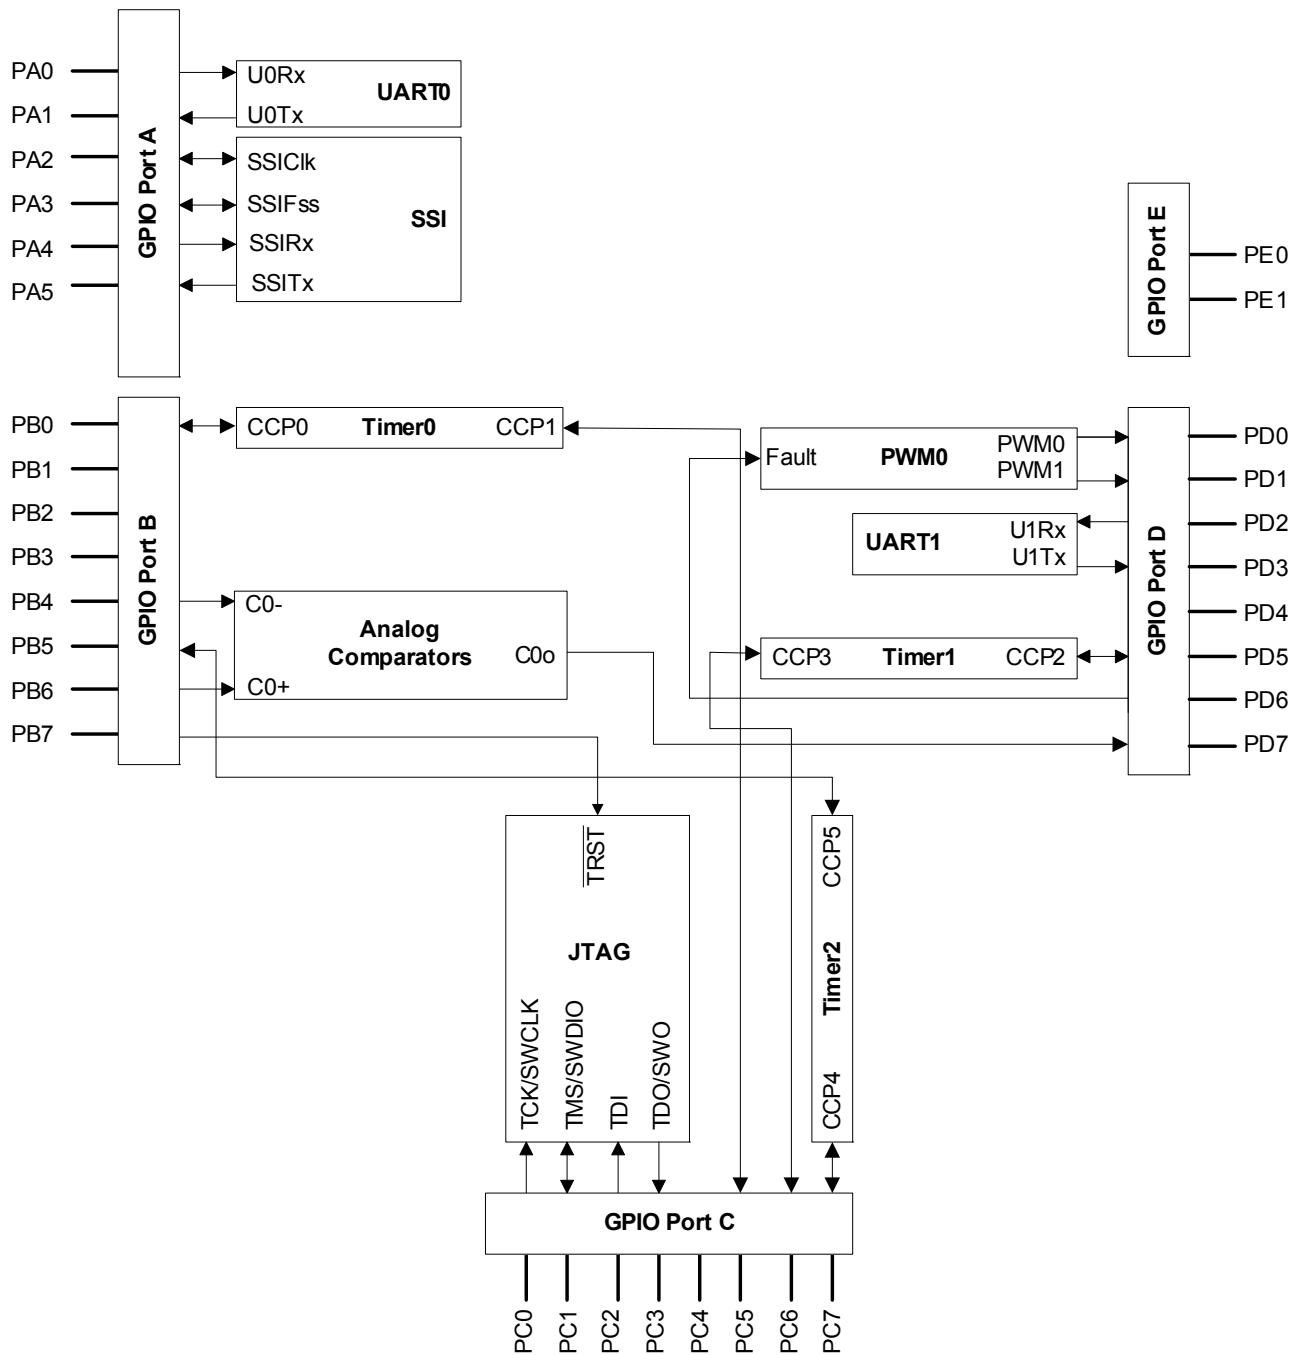 PA0
PA1
PA2
PA3
PA4
PA5
GPIO Port A
U0Rx
U0Tx
UART0
SSIClk
SSIFss
SSIRx
SSITx
SSI
GPIO Port E
PE0
PE1
PB0
PB1
PB2
PB3
PB4
PB5
PB6
PB7
GPIO Port B
CCP0 Timer0 CCP1
C0-
Analog
Comparators
C0o
C0+
Fault PWM0 PWM0
PWM1
UART1 U1Rx
U1Tx
CCP3 Timer1 CCP2
GPIO Port D
PD0
PD1
PD2
PD3
PD4
PD5
PD6
PD7
TRST
JTAG
TCK/SWCLK
TMS/SWDIO
TDI
TDO/SWO
CCP4 Timer2 CCP5
GPIO Port C
PC0
PC1
PC2
PC3
PC4
PC5
PC6
PC7